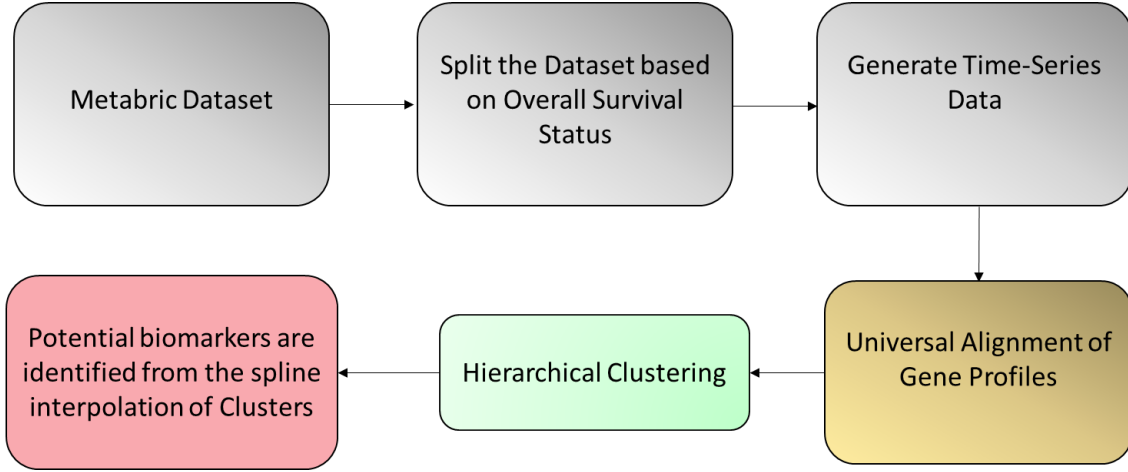 Metabric Dataset
Split the Dataset based
on Overall Survival
Status
Generate Time-Series
Data
Universal Alignment of
Gene Profiles
Hierarchical Clustering
Potential biomarkers are
identified from the spline
interpolation of Clusters